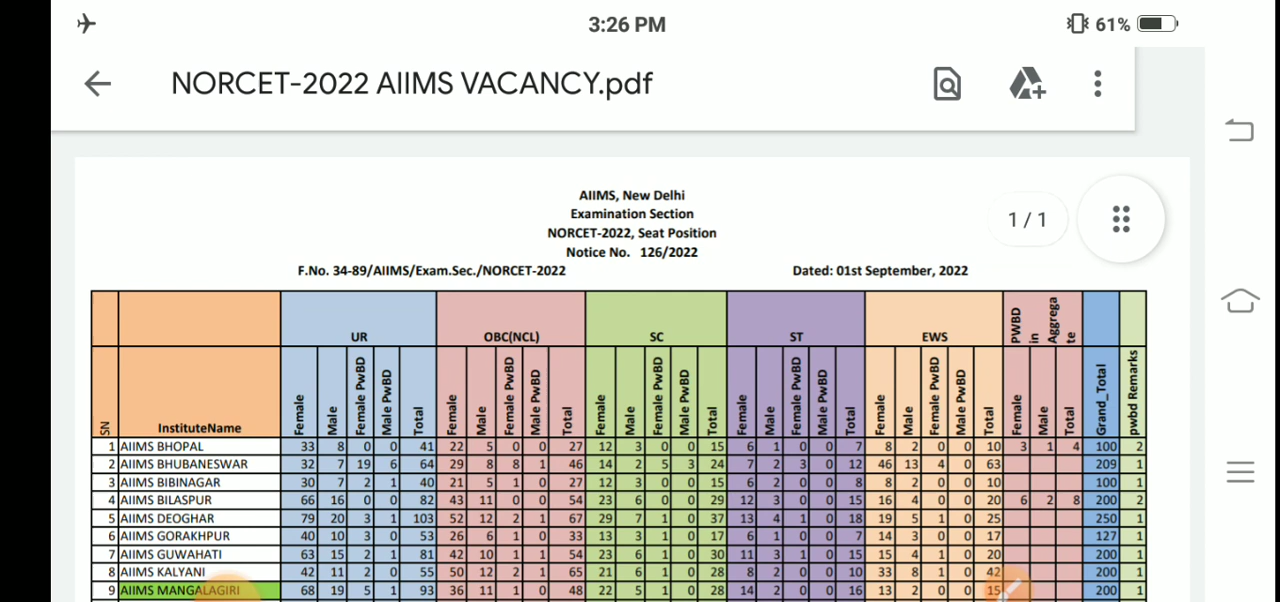 3:26 PM
61%
NORCET-2022 AIIMS VACANCY.pdf
AIIMS, New Delhi
Examination Section
NORCET-2022, Seat Position
Notice No. 126/2022
1 / 1
F.No. 34-89/AIIMS/Exam.Sec./NORCET-2022 Dated: 01st September, 2022
UR OBC(NCL) SC ST EWS PWBD in Aggregate
SN InstituteName Female Male Female PwBD Male PwBD Total Female Male Female PwBD Male PwBD Total Female Male Female PwBD Male PwBD Total Female Male Female PwBD Male PwBD Total Female Male Female PwBD Male PwBD Total Female Male Total Grand_Total pwbd Remarks
1 AIIMS BHOPAL 33 8 0 0 41 22 5 0 0 27 12 3 0 0 15 6 1 0 0 7 8 2 0 0 10 3 1 4 100 2
2 AIIMS BHUBANESWAR 32 7 19 6 64 29 8 8 1 46 14 2 5 3 24 7 2 3 0 12 46 13 4 0 63 209 1
3 AIIMS BIBINAGAR 30 7 2 1 40 21 5 1 0 27 12 3 0 0 15 6 2 0 0 8 8 2 0 0 10 100 1
4 AIIMS BILASPUR 66 16 0 0 82 43 11 0 0 54 23 6 0 0 29 12 3 0 0 15 16 4 0 0 20 6 2 8 200 2
5 AIIMS DEOGHAR 79 20 3 1 103 52 12 2 1 67 29 7 1 0 37 13 4 1 0 18 19 5 1 0 25 250 1
6 AIIMS GORAKHPUR 40 10 3 0 53 26 6 1 0 33 13 3 1 0 17 6 1 0 0 7 14 3 0 0 17 127 1
7 AIIMS GUWAHATI 63 15 2 1 81 42 10 1 1 54 23 6 1 0 30 11 3 1 0 15 15 4 1 0 20 200 1
8 AIIMS KALYANI 42 11 2 0 55 50 12 2 1 65 21 6 1 0 28 8 2 0 0 10 33 8 1 0 42 200 1
9 AIIMS MANGALAGIRI 68 19 5 1 93 36 11 1 0 48 22 5 1 0 28 14 2 0 0 16 13 2 0 0 15 200 1